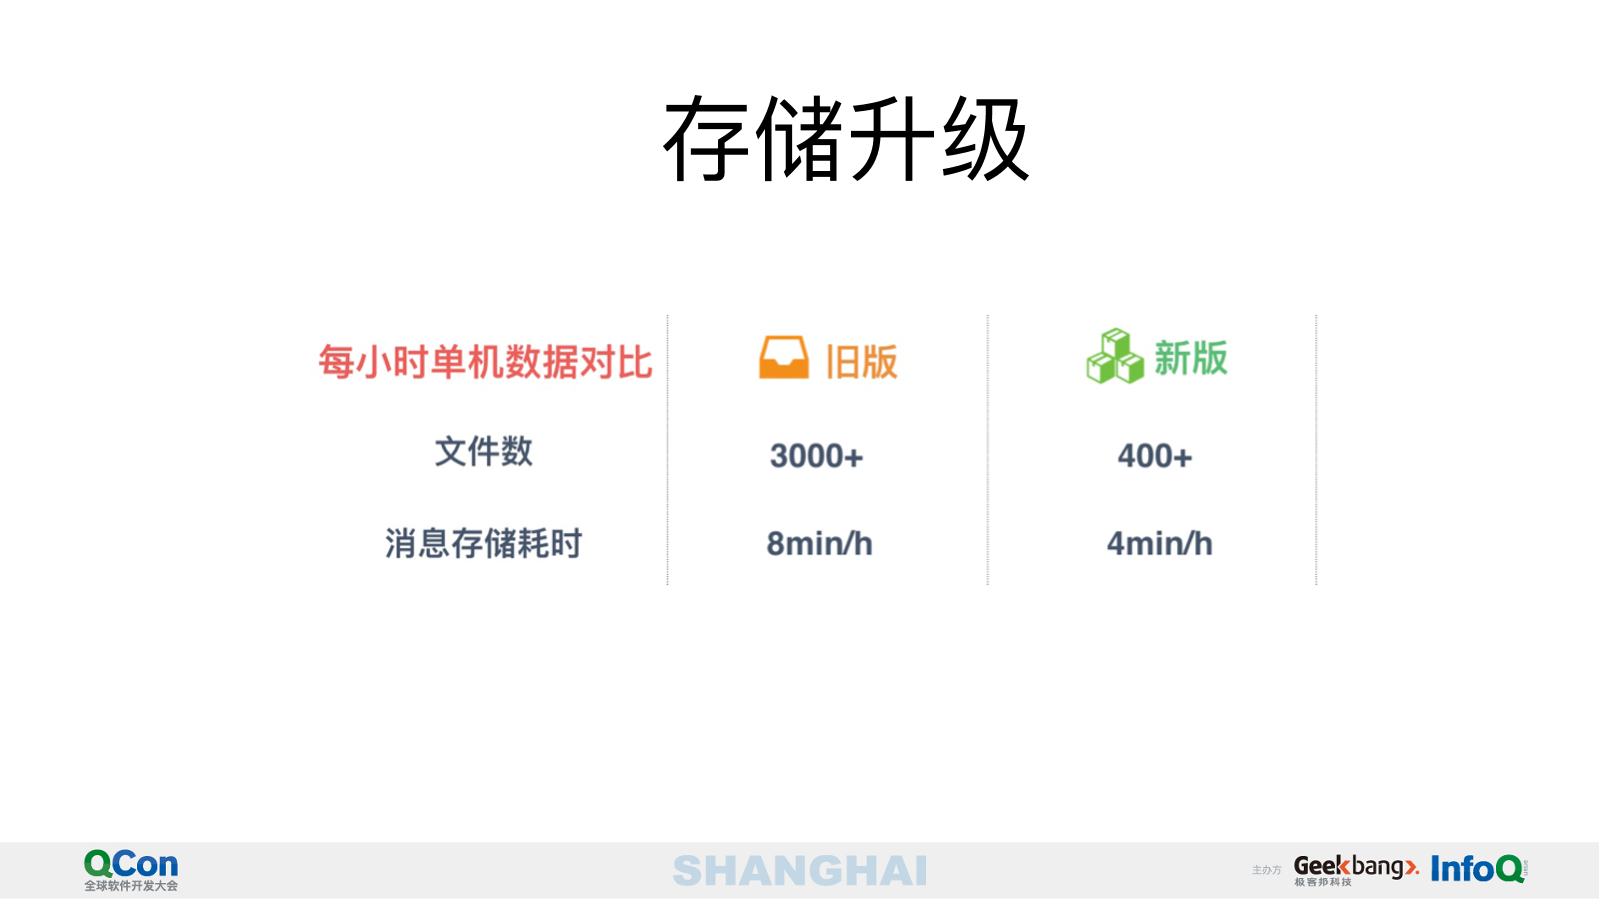 存储升级
每小时单机数据对比 旧版 新版
文件数 3000+ 400+
消息存储耗时 8min/h 4min/h
QCon
全球软件开发大会
SHANGHAI
主办方 Geekbang>. InfoQ
极客邦科技